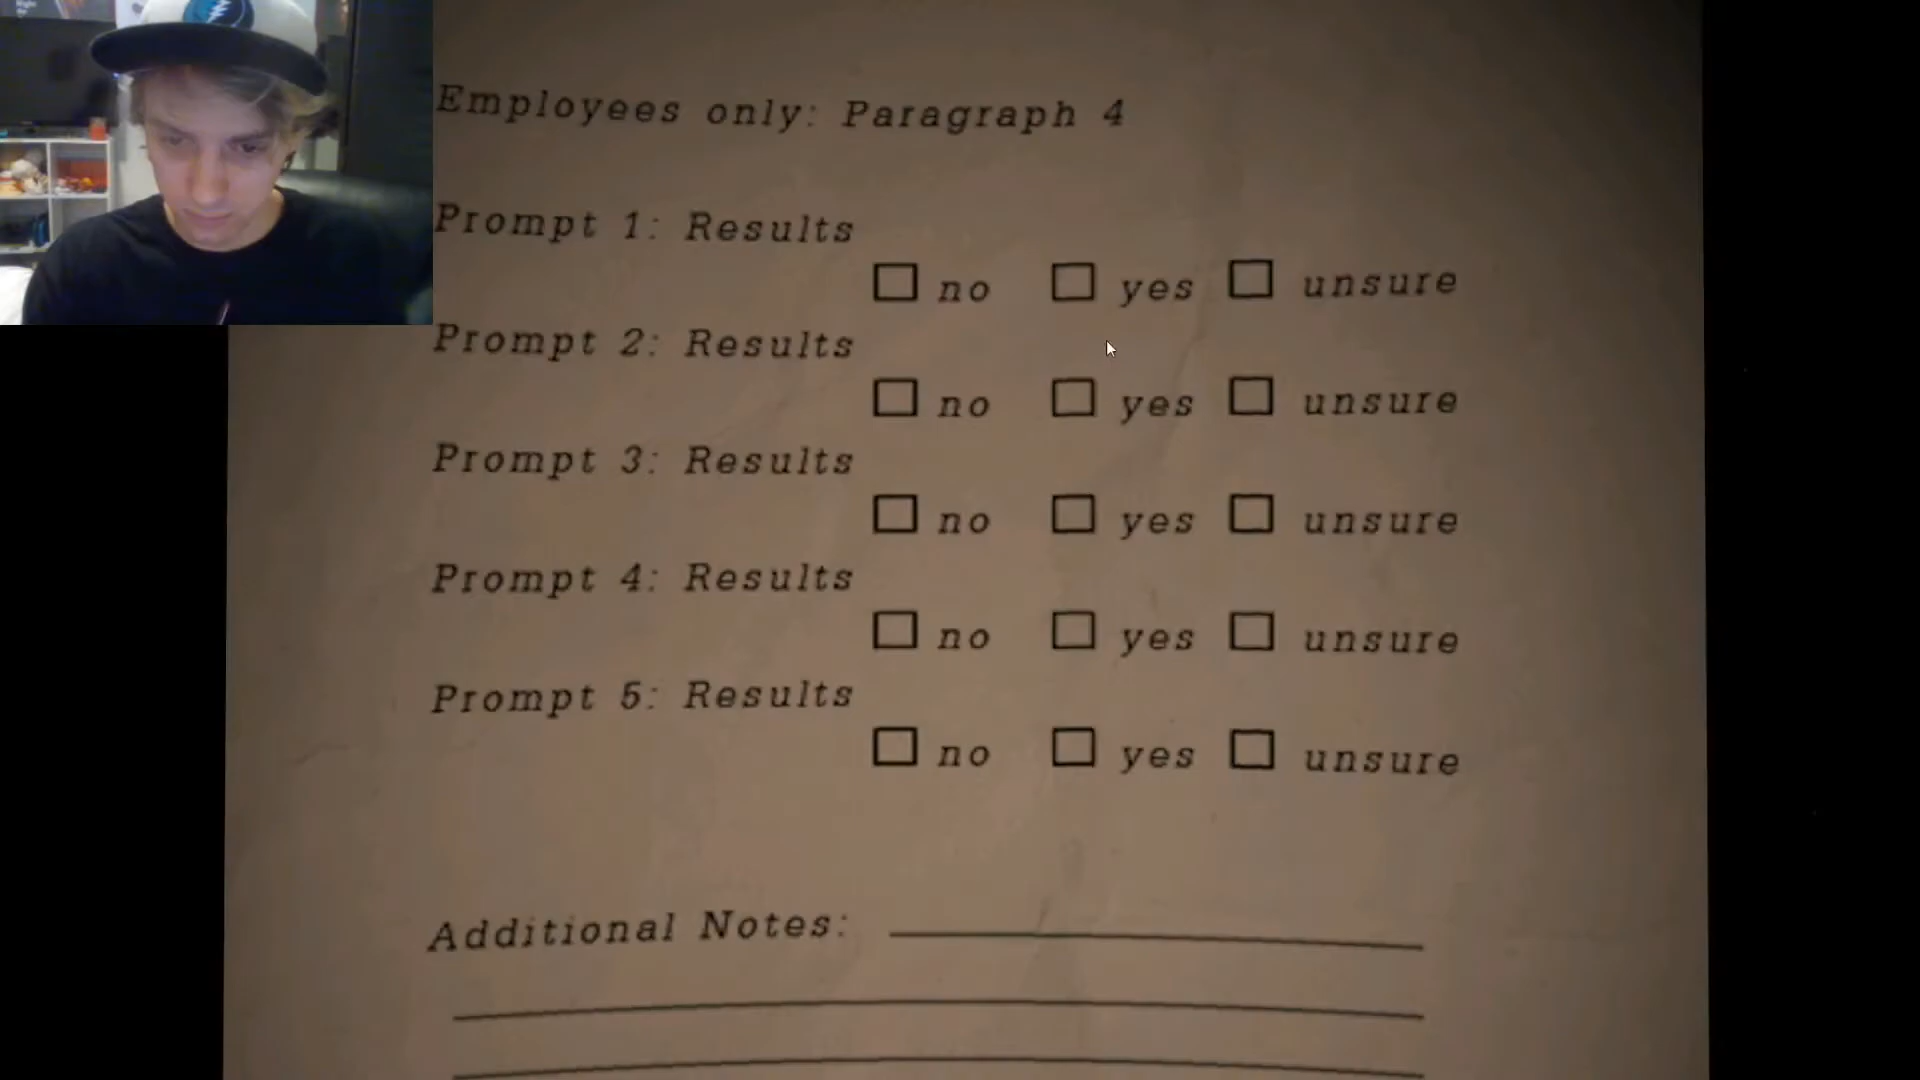 Employees only: Paragraph 4
Prompt 1: Results
no yes unsure
Prompt 2: Results
no yes unsure
Prompt 3: Results
no yes unsure
Prompt 4: Results
no yes unsure
Prompt 5: Results
no yes unsure
Additional Notes: